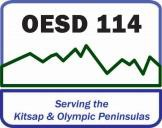 OESD 114
Serving the
Kitsap & Olympic Peninsulas